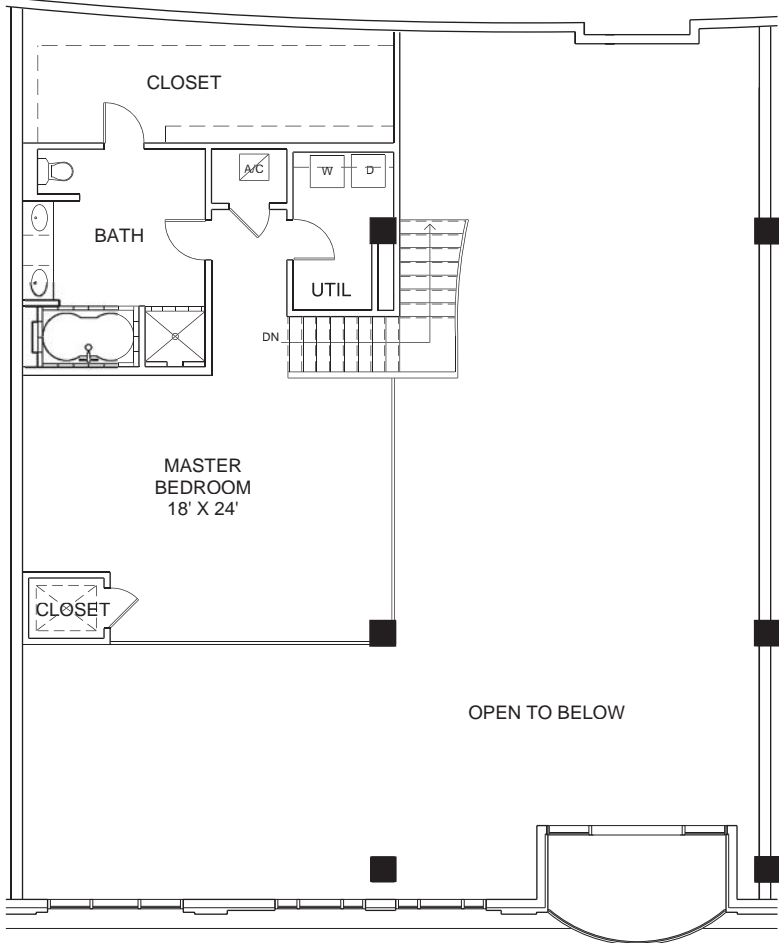 CLOSET
A/C
W
D
BATH
UTIL
DN
MASTER
BEDROOM
18' X 24'
CLOSET
OPEN TO BELOW